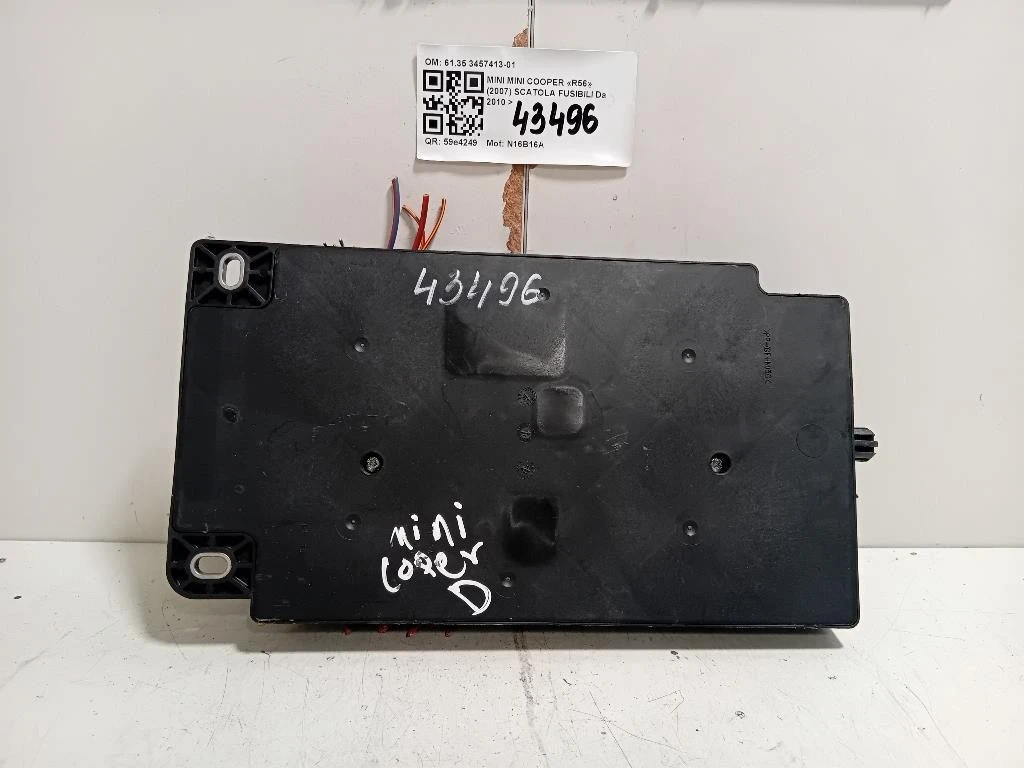 OM: 61.35 3457413-01
MINI MINI COOPER «R56»
(2007) SCATOLA FUSIBILI Da
2010 >
43496
QR: 59e4249 Mot: N16B16A
43496
mini
Cooper
D